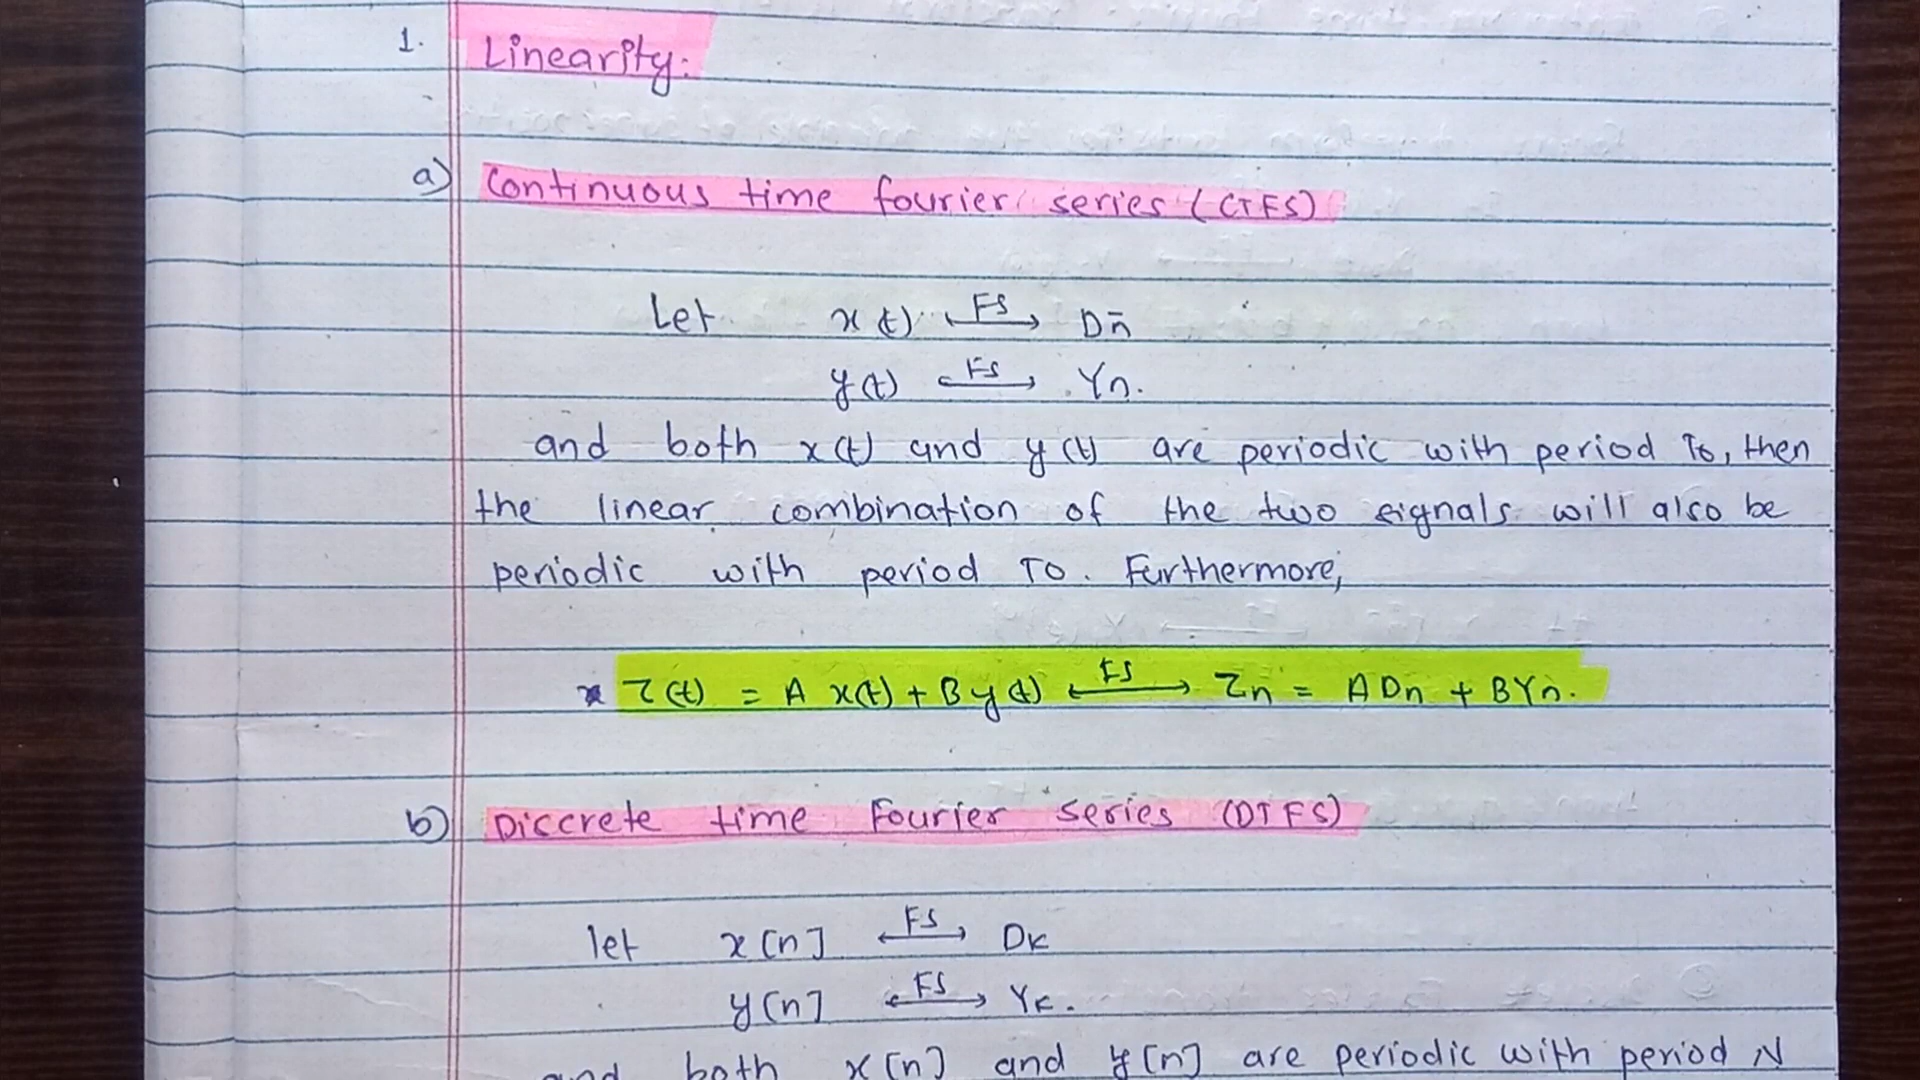 1. Linearity:
a) Continuous time fourier series (CTFS)
Let x(t) ⟷FS Dn
y(t) ⟷FS Yn.
and both x(t) and y(t) are periodic with period To, then
the linear combination of the two signals will also be
periodic with period To. Furthermore,
Z(t) = A x(t) + B y(t) ⟷FS Zn = A Dn + B Yn.
b) Discrete time Fourier series (DTFS)
let x[n] ⟷FS DK
y[n] ⟷FS YK.
and both x[n] and y[n] are periodic with period N